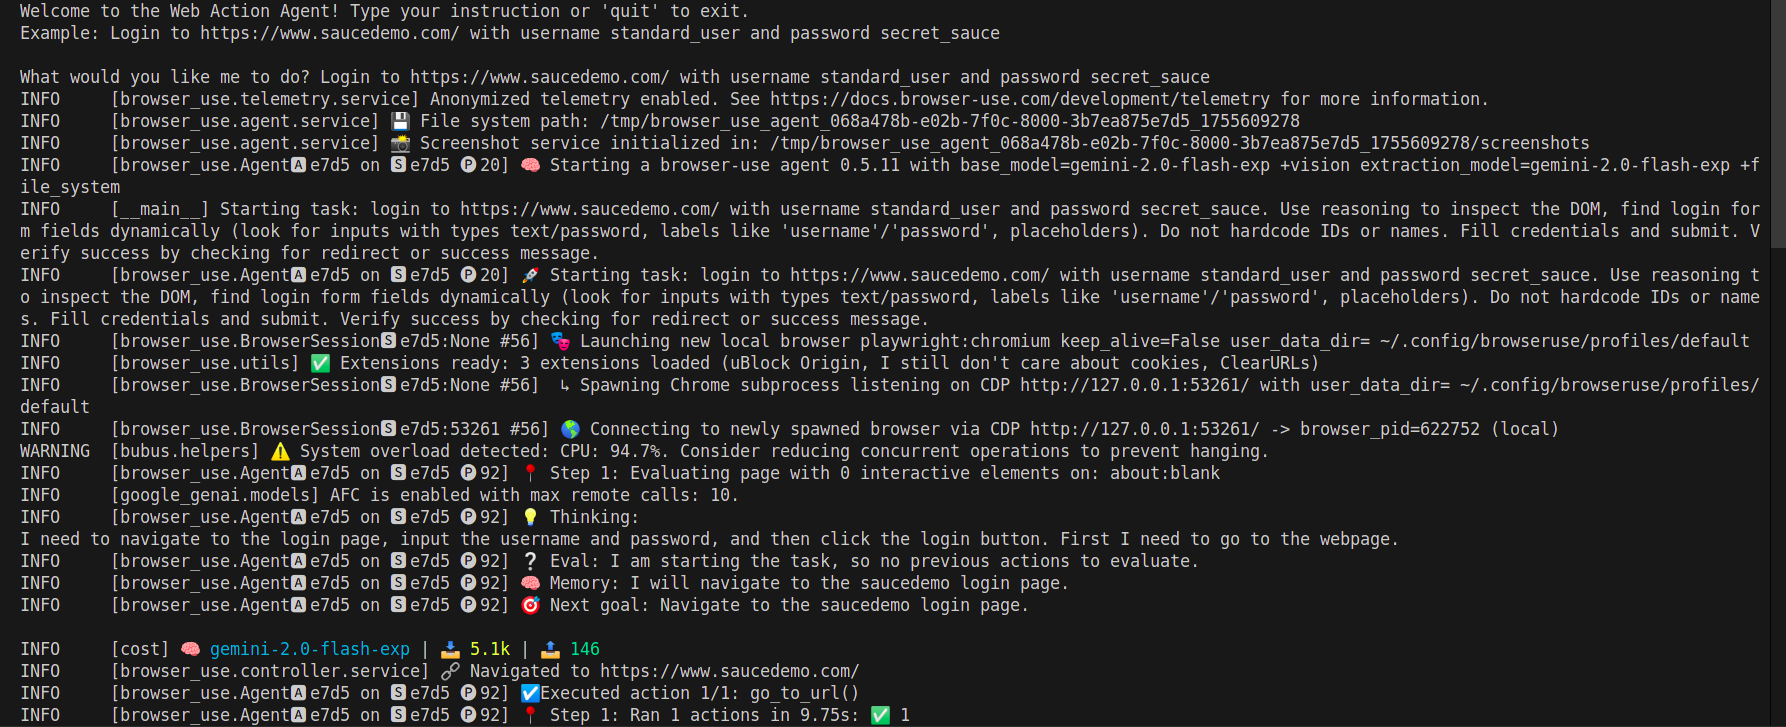 Welcome to the Web Action Agent! Type your instruction or 'quit' to exit.
Example: Login to https://www.saucedemo.com/ with username standard_user and password secret_sauce
What would you like me to do? Login to https://www.saucedemo.com/ with username standard_user and password secret_sauce
INFO     [browser_use.telemetry.service] Anonymized telemetry enabled. See https://docs.browser-use.com/development/telemetry for more information.
INFO     [browser_use.agent.service] 💾 File system path: /tmp/browser_use_agent_068a478b-e02b-7f0c-8000-3b7ea875e7d5_1755609278
INFO     [browser_use.agent.service] 📸 Screenshot service initialized in: /tmp/browser_use_agent_068a478b-e02b-7f0c-8000-3b7ea875e7d5_1755609278/screenshots
INFO     [browser_use.Agent🅰 e7d5 on 🆂 e7d5 🅟 20] 🧠 Starting a browser-use agent 0.5.11 with base_model=gemini-2.0-flash-exp +vision extraction_model=gemini-2.0-flash-exp +f
ile_system
INFO     [__main__] Starting task: login to https://www.saucedemo.com/ with username standard_user and password secret_sauce. Use reasoning to inspect the DOM, find login for
m fields dynamically (look for inputs with types text/password, labels like 'username'/'password', placeholders). Do not hardcode IDs or names. Fill credentials and submit. V
erify success by checking for redirect or success message.
INFO     [browser_use.Agent🅰 e7d5 on 🆂 e7d5 🅟 20] 🚀 Starting task: login to https://www.saucedemo.com/ with username standard_user and password secret_sauce. Use reasoning t
o inspect the DOM, find login form fields dynamically (look for inputs with types text/password, labels like 'username'/'password', placeholders). Do not hardcode IDs or name
s. Fill credentials and submit. Verify success by checking for redirect or success message.
INFO     [browser_use.BrowserSession🆂 e7d5:None #56] 🎭 Launching new local browser playwright:chromium keep_alive=False user_data_dir= ~/.config/browseruse/profiles/default
INFO     [browser_use.utils] ✅ Extensions ready: 3 extensions loaded (uBlock Origin, I still don't care about cookies, ClearURLs)
INFO     [browser_use.BrowserSession🆂 e7d5:None #56]  ↳ Spawning Chrome subprocess listening on CDP http://127.0.0.1:53261/ with user_data_dir= ~/.config/browseruse/profiles/
default
INFO     [browser_use.BrowserSession🆂 e7d5:53261 #56] 🌎 Connecting to newly spawned browser via CDP http://127.0.0.1:53261/ -> browser_pid=622752 (local)
WARNING  [bubus.helpers] ⚠️ System overload detected: CPU: 94.7%. Consider reducing concurrent operations to prevent hanging.
INFO     [browser_use.Agent🅰 e7d5 on 🆂 e7d5 🅟 92] 📍 Step 1: Evaluating page with 0 interactive elements on: about:blank
INFO     [google_genai.models] AFC is enabled with max remote calls: 10.
INFO     [browser_use.Agent🅰 e7d5 on 🆂 e7d5 🅟 92] 💡 Thinking:
I need to navigate to the login page, input the username and password, and then click the login button. First I need to go to the webpage.
INFO     [browser_use.Agent🅰 e7d5 on 🆂 e7d5 🅟 92] ❔ Eval: I am starting the task, so no previous actions to evaluate.
INFO     [browser_use.Agent🅰 e7d5 on 🆂 e7d5 🅟 92] 🧠 Memory: I will navigate to the saucedemo login page.
INFO     [browser_use.Agent🅰 e7d5 on 🆂 e7d5 🅟 92] 🎯 Next goal: Navigate to the saucedemo login page.
INFO     [cost] 🧠 gemini-2.0-flash-exp | 📥 5.1k | 📤 146
INFO     [browser_use.controller.service] 🔗 Navigated to https://www.saucedemo.com/
INFO     [browser_use.Agent🅰 e7d5 on 🆂 e7d5 🅟 92] ☑️Executed action 1/1: go_to_url()
INFO     [browser_use.Agent🅰 e7d5 on 🆂 e7d5 🅟 92] 📍 Step 1: Ran 1 actions in 9.75s: ✅ 1